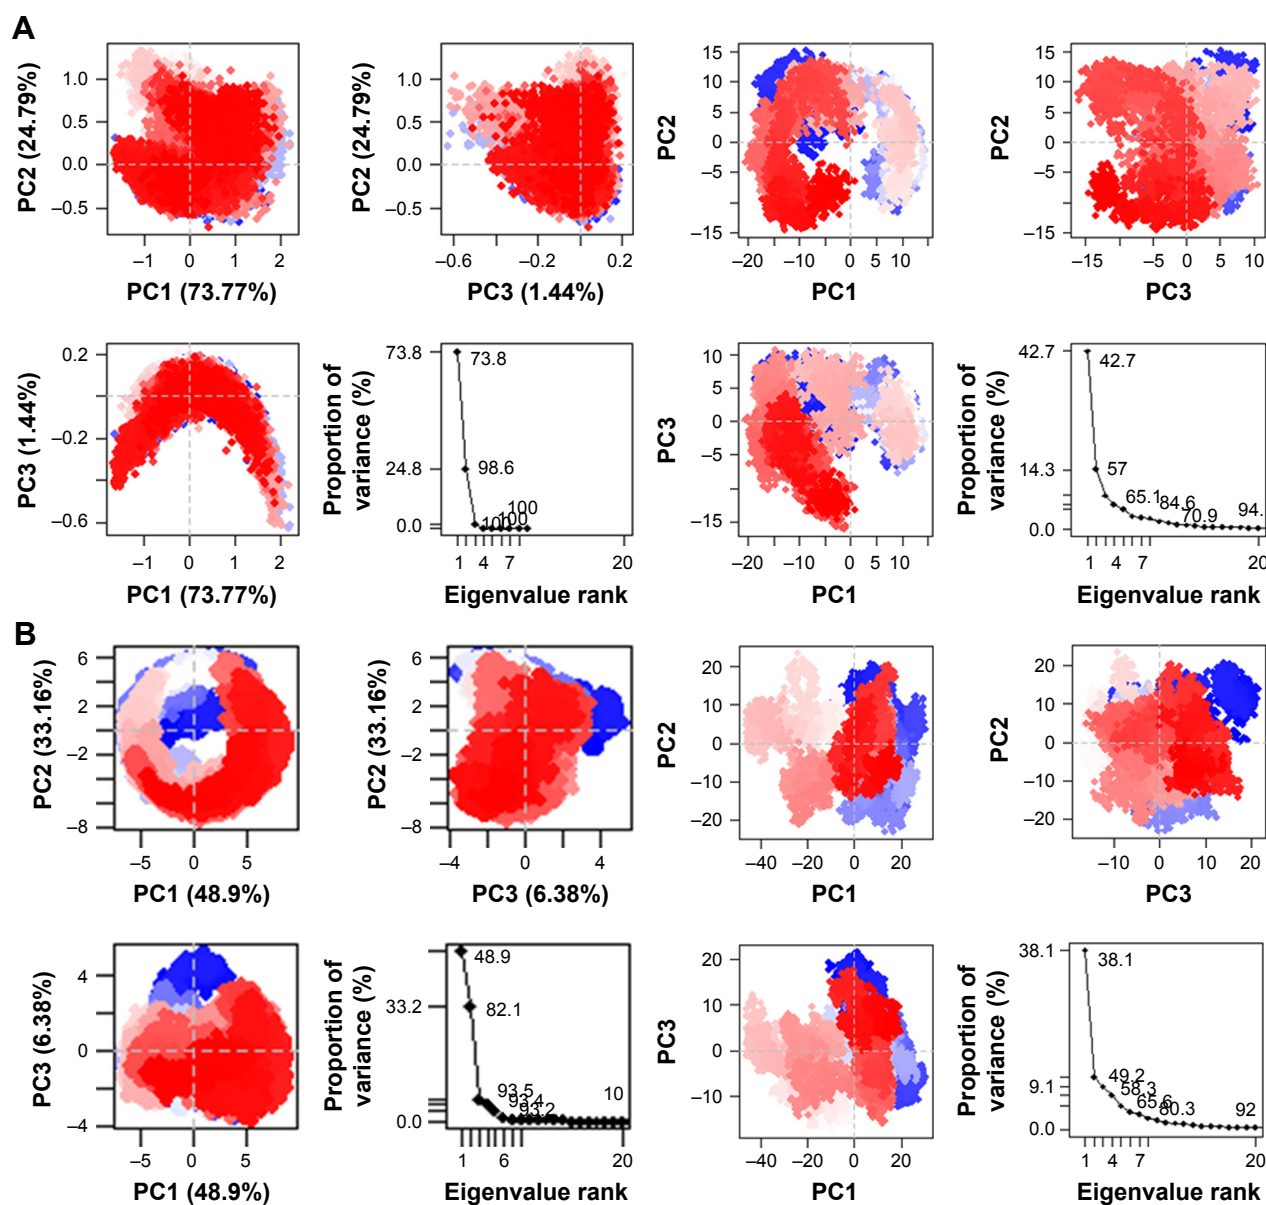 A
PC2 (24.79%)
1.0
0.5
0.0
–0.5
–1 0 1 2
PC1 (73.77%)
PC2 (24.79%)
1.0
0.5
0.0
–0.5
–0.6 –0.2 0.2
PC3 (1.44%)
PC2
15
10
5
0
–5
–15
–20 –10 0 5 10
PC1
PC2
15
10
5
0
–5
–15
–15 –5 0 5 10
PC3
PC3 (1.44%)
0.2
–0.2
–0.6
–1 0 1 2
PC1 (73.77%)
Proportion of
variance (%)
73.8
24.8
0.0
73.8
98.6
100
100
100
1 4 7 20
Eigenvalue rank
PC3
10
5
0
–5
–15
–20 –10 0 5 10
PC1
Proportion of
variance (%)
42.7
14.3
0.0
42.7
57
65.1
84.6
70.9
94.
1 4 7 20
Eigenvalue rank
B
PC2 (33.16%)
6
2
–2
–8
–5 0 5
PC1 (48.9%)
PC2 (33.16%)
6
2
–2
–8
–4 0 4
PC3 (6.38%)
PC2
20
10
0
–10
–20
–40 –20 0 20
PC1
PC2
20
10
0
–10
–20
–10 0 10 20
PC3
PC3 (6.38%)
4
0
–4
–5 0 5
PC1 (48.9%)
Proportion of
variance (%)
33.2
0.0
48.9
82.1
93.5
93.4
93.2
10
1 6 20
Eigenvalue rank
PC3
20
10
0
–10
–40 –20 0 20
PC1
Proportion of
variance (%)
38.1
9.1
0.0
38.1
49.2
58.3
65.6
80.3
92
1 4 7 20
Eigenvalue rank